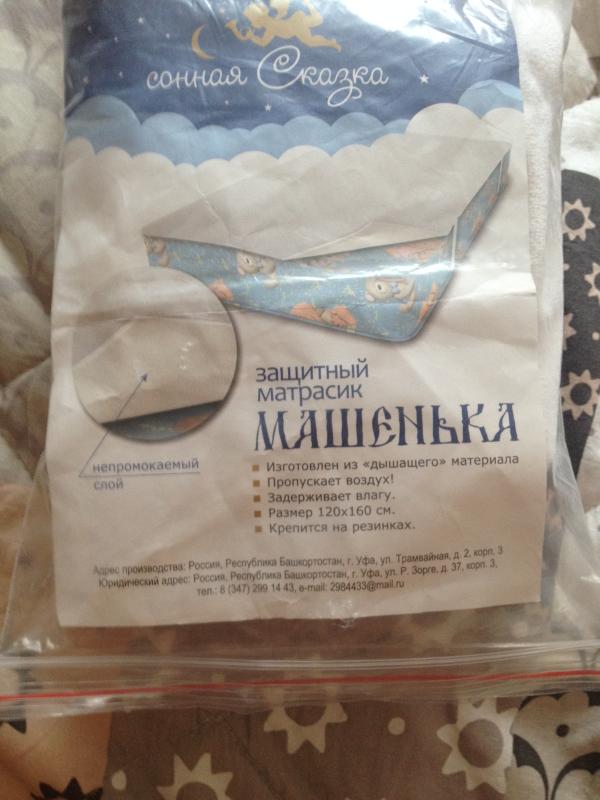 сонная Сказка
защитный
матрасик
МАШЕНЬКА
непромокаемый
слой
Изготовлен из «дышащего» материала
Пропускает воздух!
Задерживает влагу.
Размер 120х160 см.
Крепится на резинках.
Адрес производства: Россия, Республика Башкортостан, г. Уфа, ул. Трамвайная, д. 2, корп. 3
Юридический адрес: Россия, Республика Башкортостан, г. Уфа, ул. Р. Зорге, д. 37, корп. 3,
тел.: 8 (347) 299 14 43, e-mail: 2984433@mail.ru